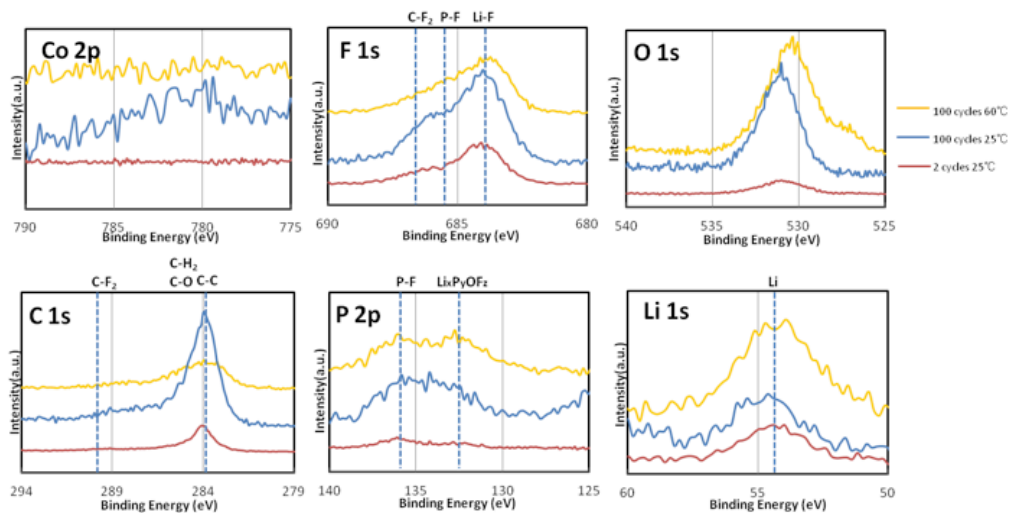 C-F₂ P-F Li-F
Co 2p
F 1s
O 1s
Intensity(a.u.)
Intensity(a.u.)
Intensity(a.u.)
100 cycles 60℃
100 cycles 25℃
2 cycles 25℃
790 785 780 775
690 684 680
540 535 530 525
Binding Energy (eV)
Binding Energy (eV)
Binding Energy (eV)
C-H₂
C-F₂ C-O C-C
P-F LixPyOFz
Li
C 1s
P 2p
Li 1s
Intensity(a.u.)
Intensity(a.u.)
Intensity(a.u.)
294 289 284 279
140 135 130 125
60 55 50
Binding Energy (eV)
Binding Energy (eV)
Binding Energy (eV)